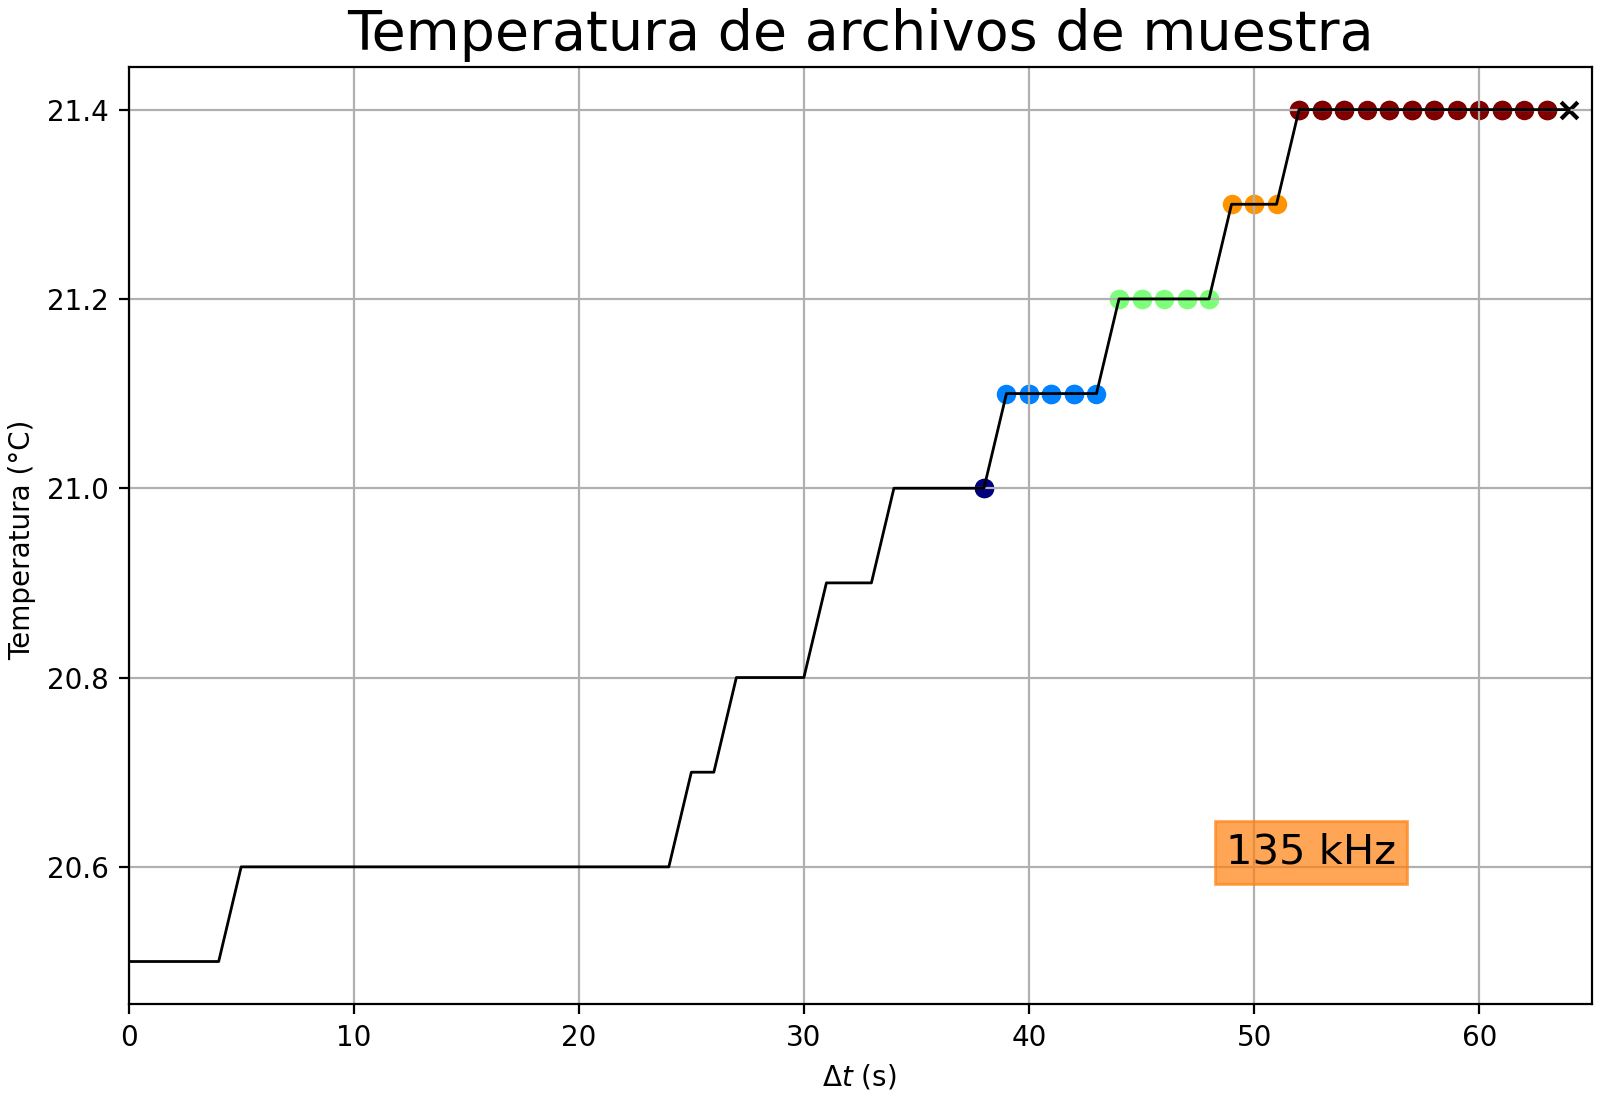 Temperatura de archivos de muestra
Temperatura (°C)
21.4
21.2
21.0
20.8
20.6
135 kHz
0 10 20 30 40 50 60
Δt (s)